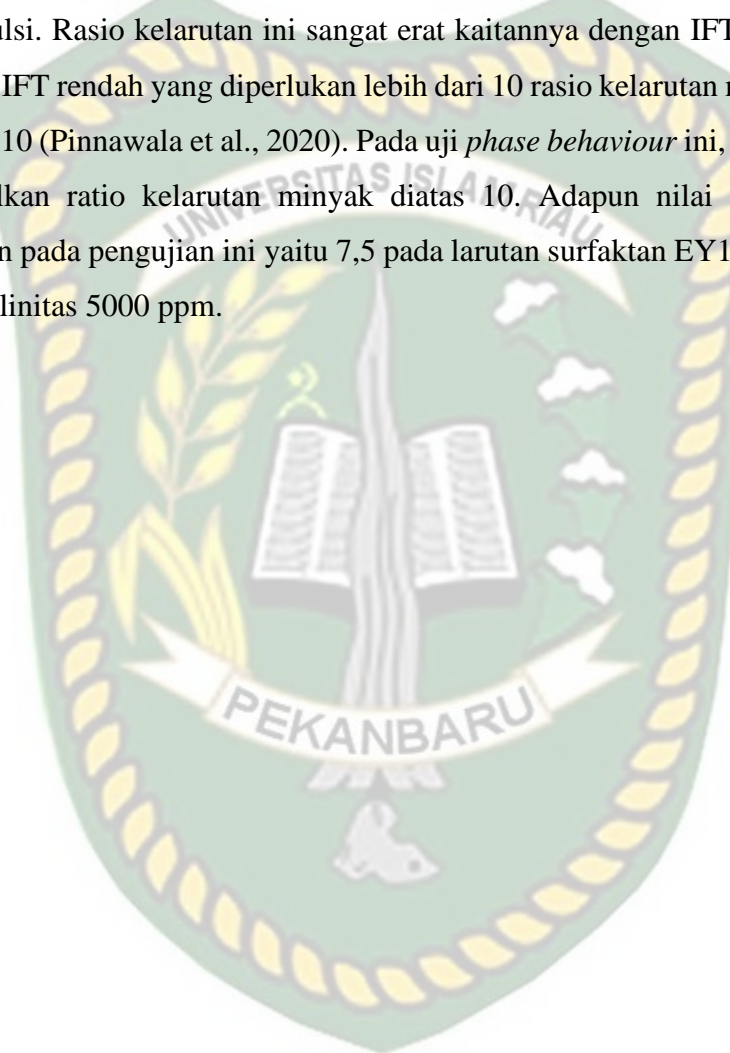 ulsi. Rasio kelarutan ini sangat erat kaitannya dengan IFT
IFT rendah yang diperlukan lebih dari 10 rasio kelarutan
10 (Pinnawala et al., 2020). Pada uji phase behaviour ini,
lkan ratio kelarutan minyak diatas 10. Adapun nilai
n pada pengujian ini yaitu 7,5 pada larutan surfaktan EY1
linitas 5000 ppm.
UNIVERSITAS ISLAM RIAU
PEKANBARU